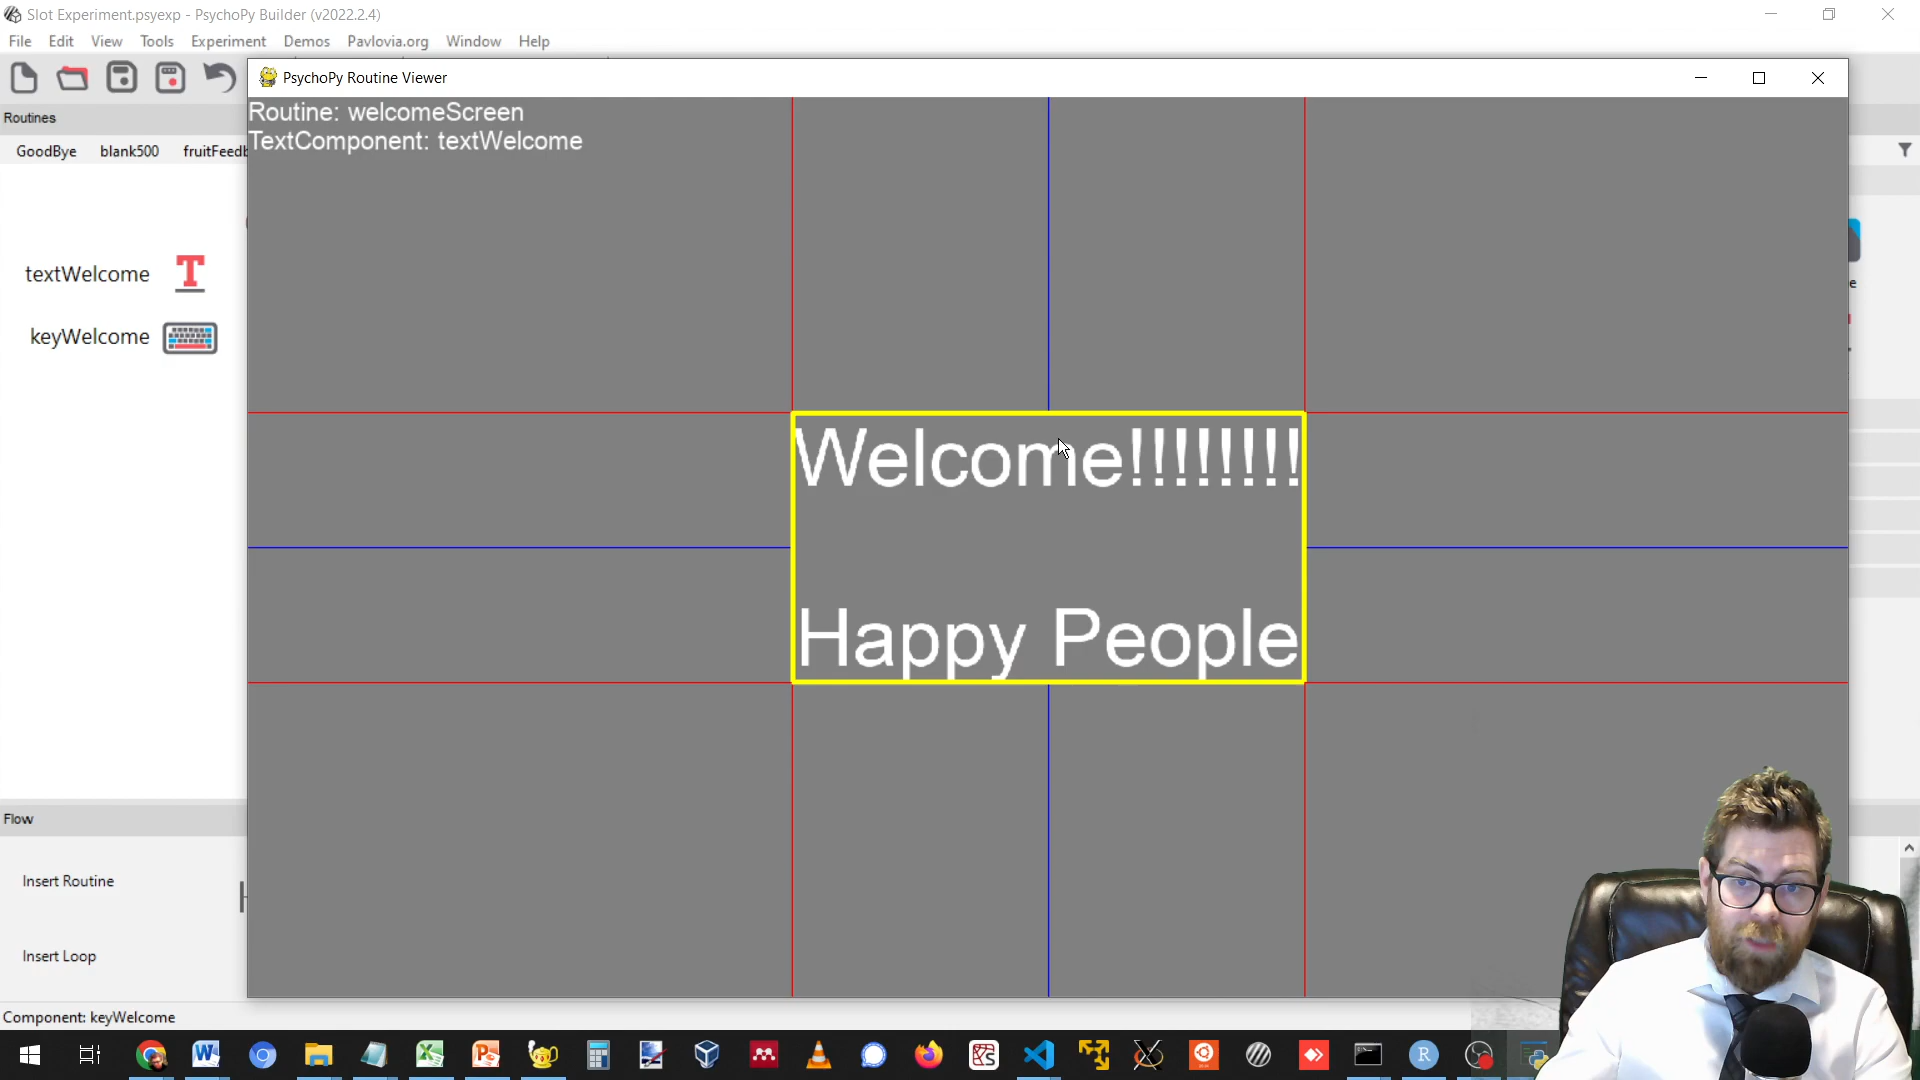 Slot Experiment.psyexp - PsychoPy Builder (v2022.2.4)
File Edit View Tools Experiment Demos Pavlovia.org Window Help
PsychoPy Routine Viewer
Routines
Routine: welcomeScreen
TextComponent: textWelcome
GoodBye blank500 fruitFeedb
textWelcome
keyWelcome
Welcome!!!!!!!!
Happy People
Flow
Insert Routine
Insert Loop
Component: keyWelcome